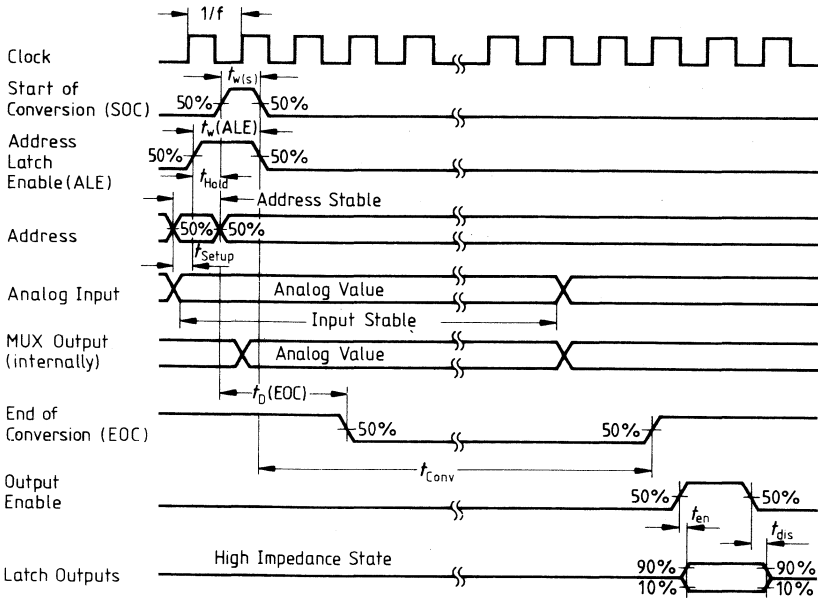 1/f
Clock
t_w(s)
Start of
Conversion (SOC)
50% 50%
t_w(ALE)
Address
Latch
Enable(ALE)
50% 50%
t_Hold
Address Stable
Address
50% 50%
t_Setup
Analog Input
Analog Value
Input Stable
MUX Output
(internally)
Analog Value
t_D(EOC)
End of
Conversion (EOC)
50% 50%
t_Conv
Output
Enable
50% 50%
t_en
t_dis
High Impedance State
Latch Outputs
90% 90%
10% 10%